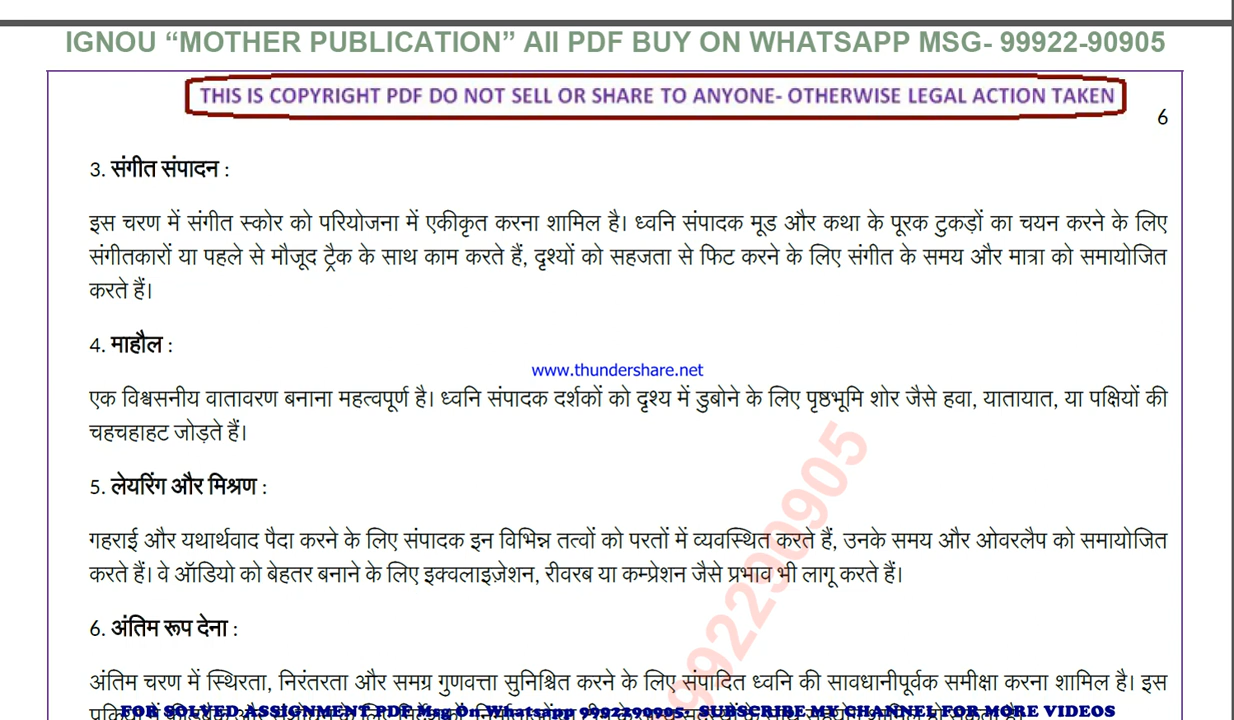 IGNOU “MOTHER PUBLICATION” All PDF BUY ON WHATSAPP MSG- 99922-90905
THIS IS COPYRIGHT PDF DO NOT SELL OR SHARE TO ANYONE- OTHERWISE LEGAL ACTION TAKEN
6
3. संगीत संपादन :
इस चरण में संगीत स्कोर को परियोजना में एकीकृत करना शामिल है। ध्वनि संपादक मूड और कथा के पूरक टुकड़ों का चयन करने के लिए
संगीतकारों या पहले से मौजूद ट्रैक के साथ काम करते हैं, दृश्यों को सहजता से फिट करने के लिए संगीत के समय और मात्रा को समायोजित
करते हैं।
4. माहौल :
www.thundershare.net
एक विश्वसनीय वातावरण बनाना महत्वपूर्ण है। ध्वनि संपादक दर्शकों को दृश्य में डुबोने के लिए पृष्ठभूमि शोर जैसे हवा, यातायात, या पक्षियों की
चहचहाहट जोड़ते हैं।
5. लेयरिंग और मिश्रण :
गहराई और यथार्थवाद पैदा करने के लिए संपादक इन विभिन्न तत्वों को परतों में व्यवस्थित करते हैं, उनके समय और ओवरलैप को समायोजित
करते हैं। वे ऑडियो को बेहतर बनाने के लिए इक्वलाइज़ेशन, रीवरब या कम्प्रेशन जैसे प्रभाव भी लागू करते हैं।
6. अंतिम रूप देना :
अंतिम चरण में स्थिरता, निरंतरता और समग्र गुणवत्ता सुनिश्चित करने के लिए संपादित ध्वनि की सावधानीपूर्वक समीक्षा करना शामिल है। इस
FOR SOLVED ASSIGNMENT PDF Msg On Whatsapp 9992290905- SUBSCRIBE MY CHANNEL FOR MORE VIDEOS
992290905